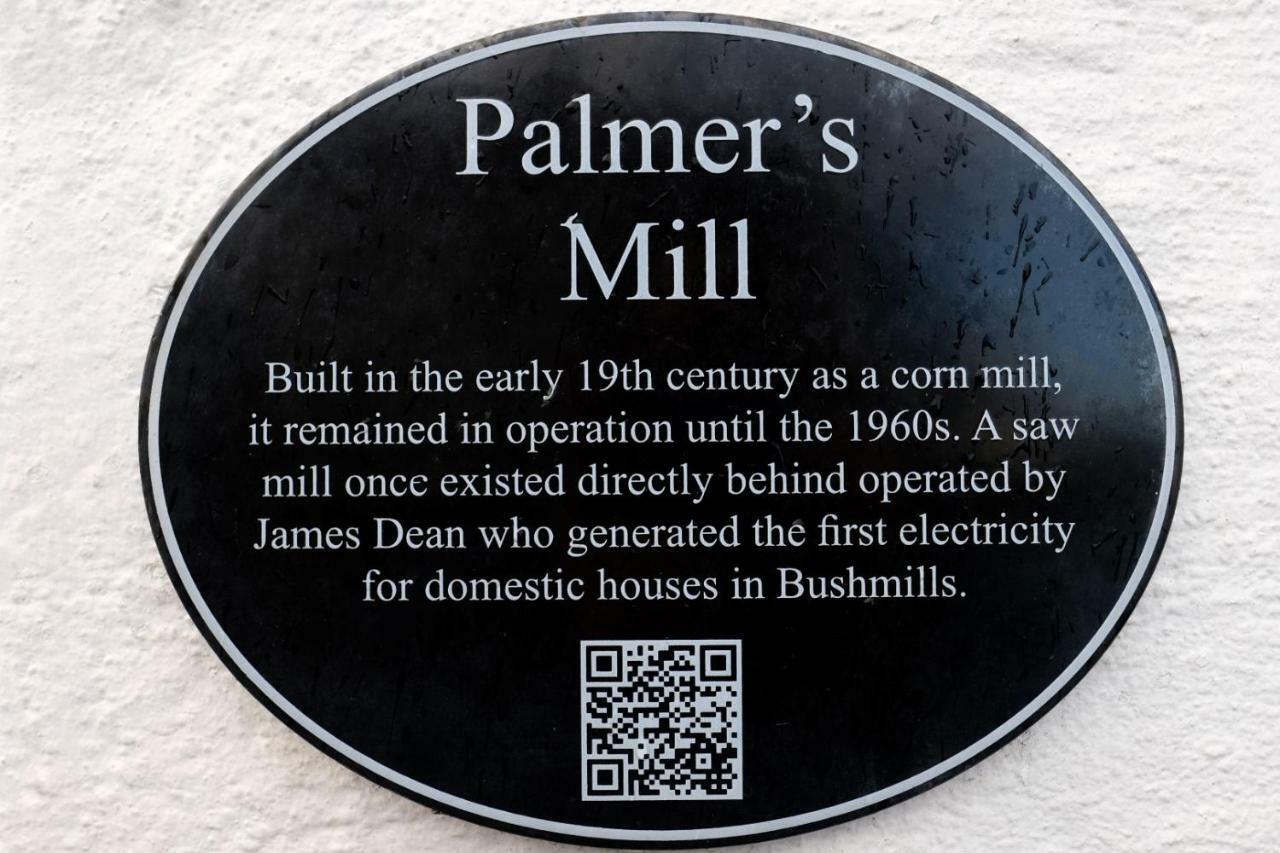 Palmer’s
Mill
Built in the early 19th century as a corn mill,
it remained in operation until the 1960s. A saw
mill once existed directly behind operated by
James Dean who generated the first electricity
for domestic houses in Bushmills.